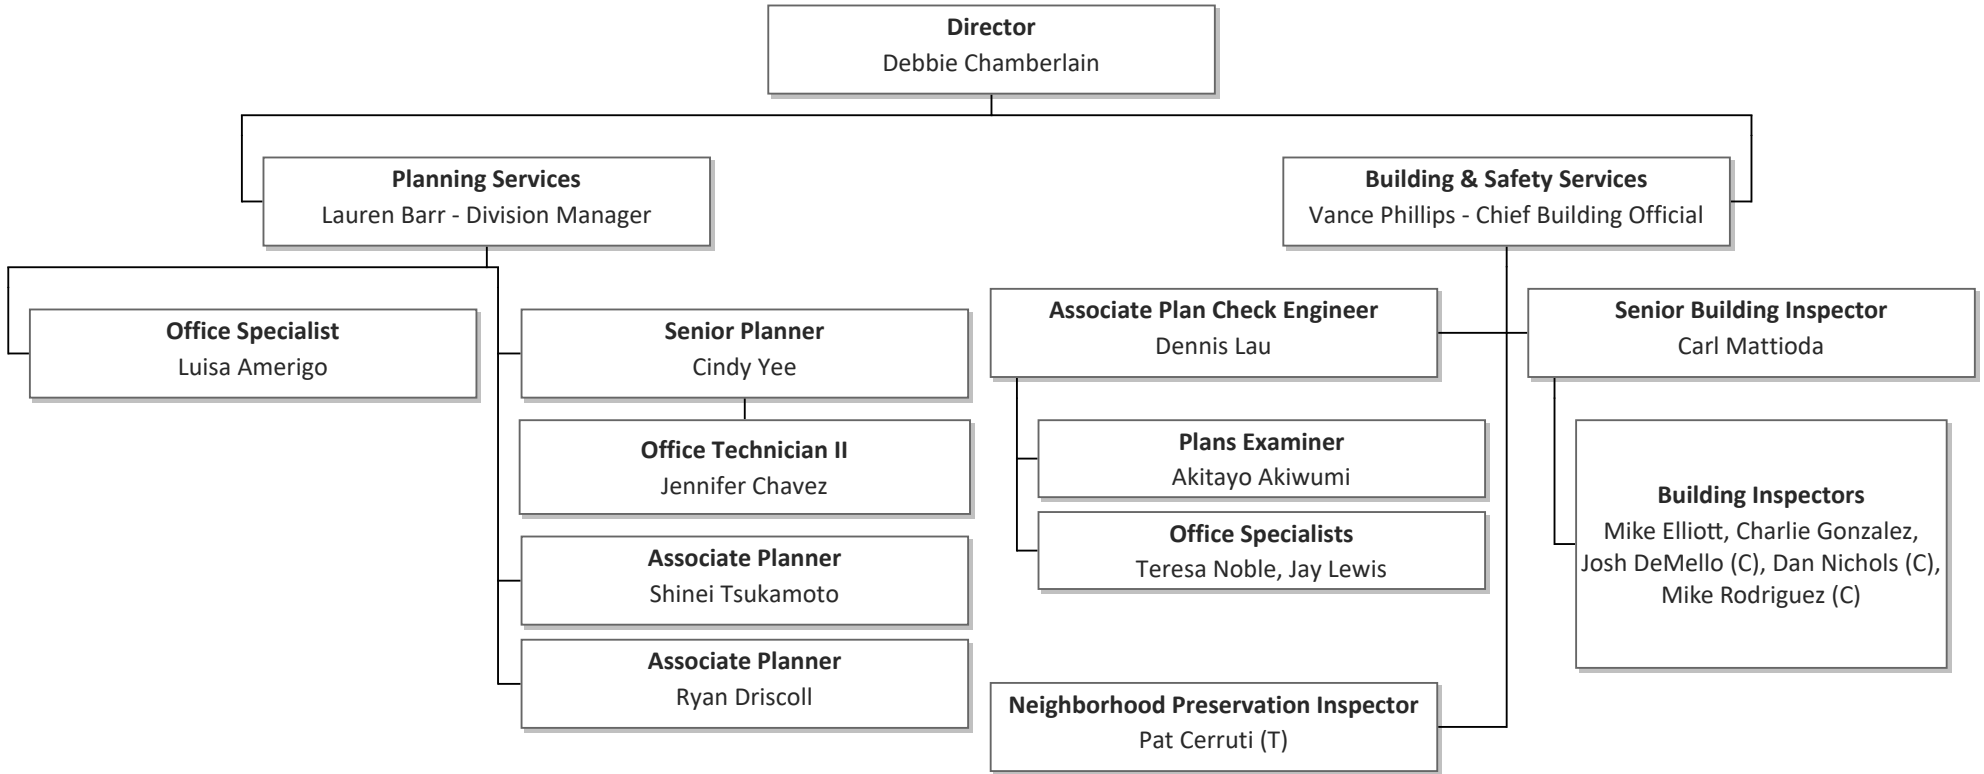 Director
Debbie Chamberlain
Planning Services
Lauren Barr - Division Manager
Building & Safety Services
Vance Phillips - Chief Building Official
Office Specialist
Luisa Amerigo
Senior Planner
Cindy Yee
Office Technician II
Jennifer Chavez
Associate Planner
Shinei Tsukamoto
Associate Planner
Ryan Driscoll
Associate Plan Check Engineer
Dennis Lau
Plans Examiner
Akitayo Akiwumi
Office Specialists
Teresa Noble, Jay Lewis
Neighborhood Preservation Inspector
Pat Cerruti (T)
Senior Building Inspector
Carl Mattioda
Building Inspectors
Mike Elliott, Charlie Gonzalez,
Josh DeMello (C), Dan Nichols (C),
Mike Rodriguez (C)